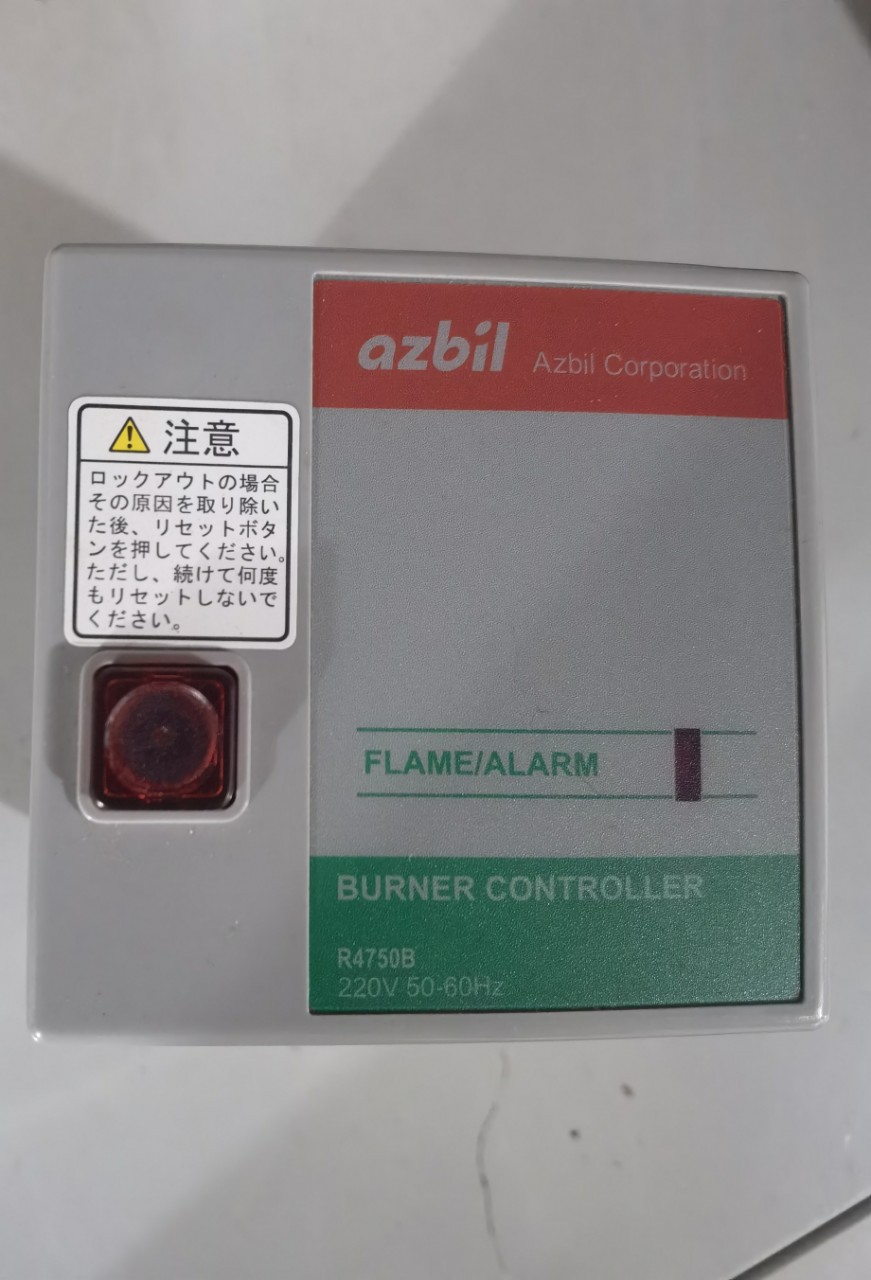 azbil Azbil Corporation
注意
ロックアウトの場合
その原因を取り除い
た後、リセットボタ
ンを押してください。
ただし、続けて何度
もリセットしないで
ください。
FLAME/ALARM
BURNER CONTROLLER
R4750B
220V 50-60Hz